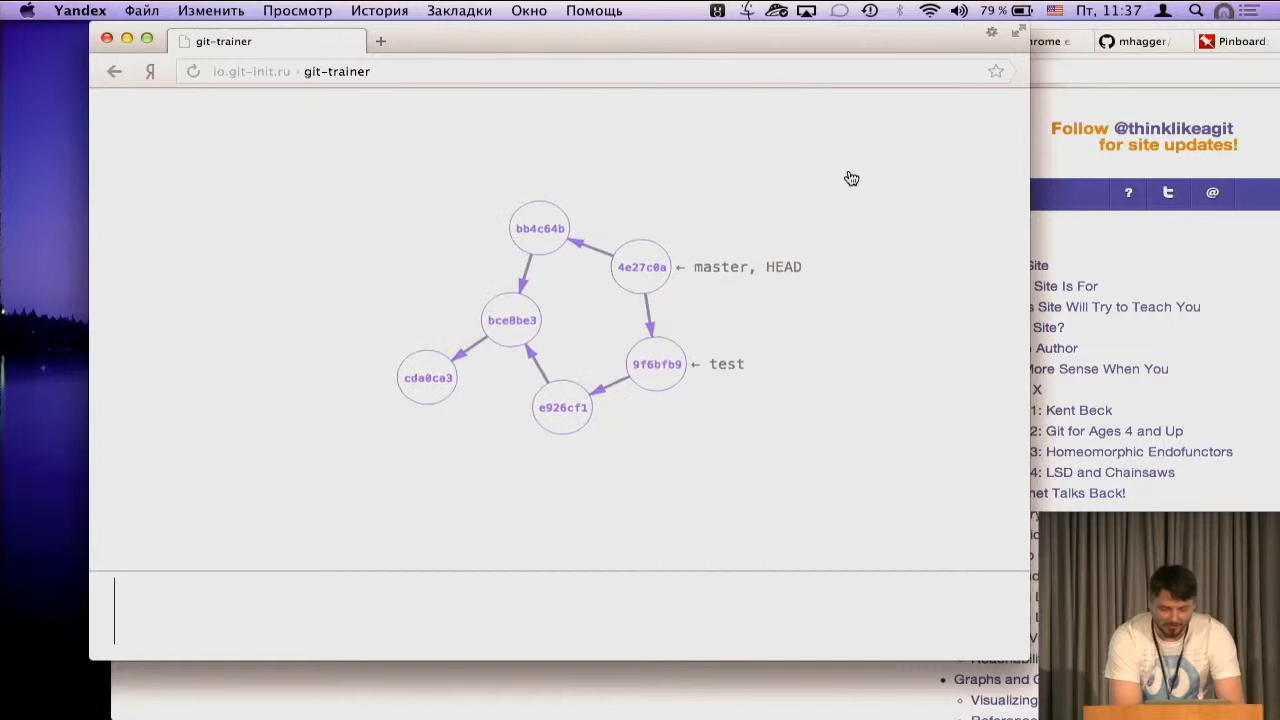 Yandex Файл Изменить Просмотр История Закладки Окно Помощь 79 % Пт, 11:37
git-trainer
mhagger/
Pinboard
Я io.git-init.ru › git-trainer
Follow @thinklikeagit
for site updates!
? t @
bb4c64b
4e27c0a ← master, HEAD
bce8be3
9f6bfb9 ← test
cda0ca3
e926cf1
Site
Site Is For
Site Will Try to Teach You
Site?
Author
More Sense When You
X
1: Kent Beck
2: Git for Ages 4 and Up
3: Homeomorphic Endofunctors
4: LSD and Chainsaws
net Talks Back!
Graphs and
Visualizing